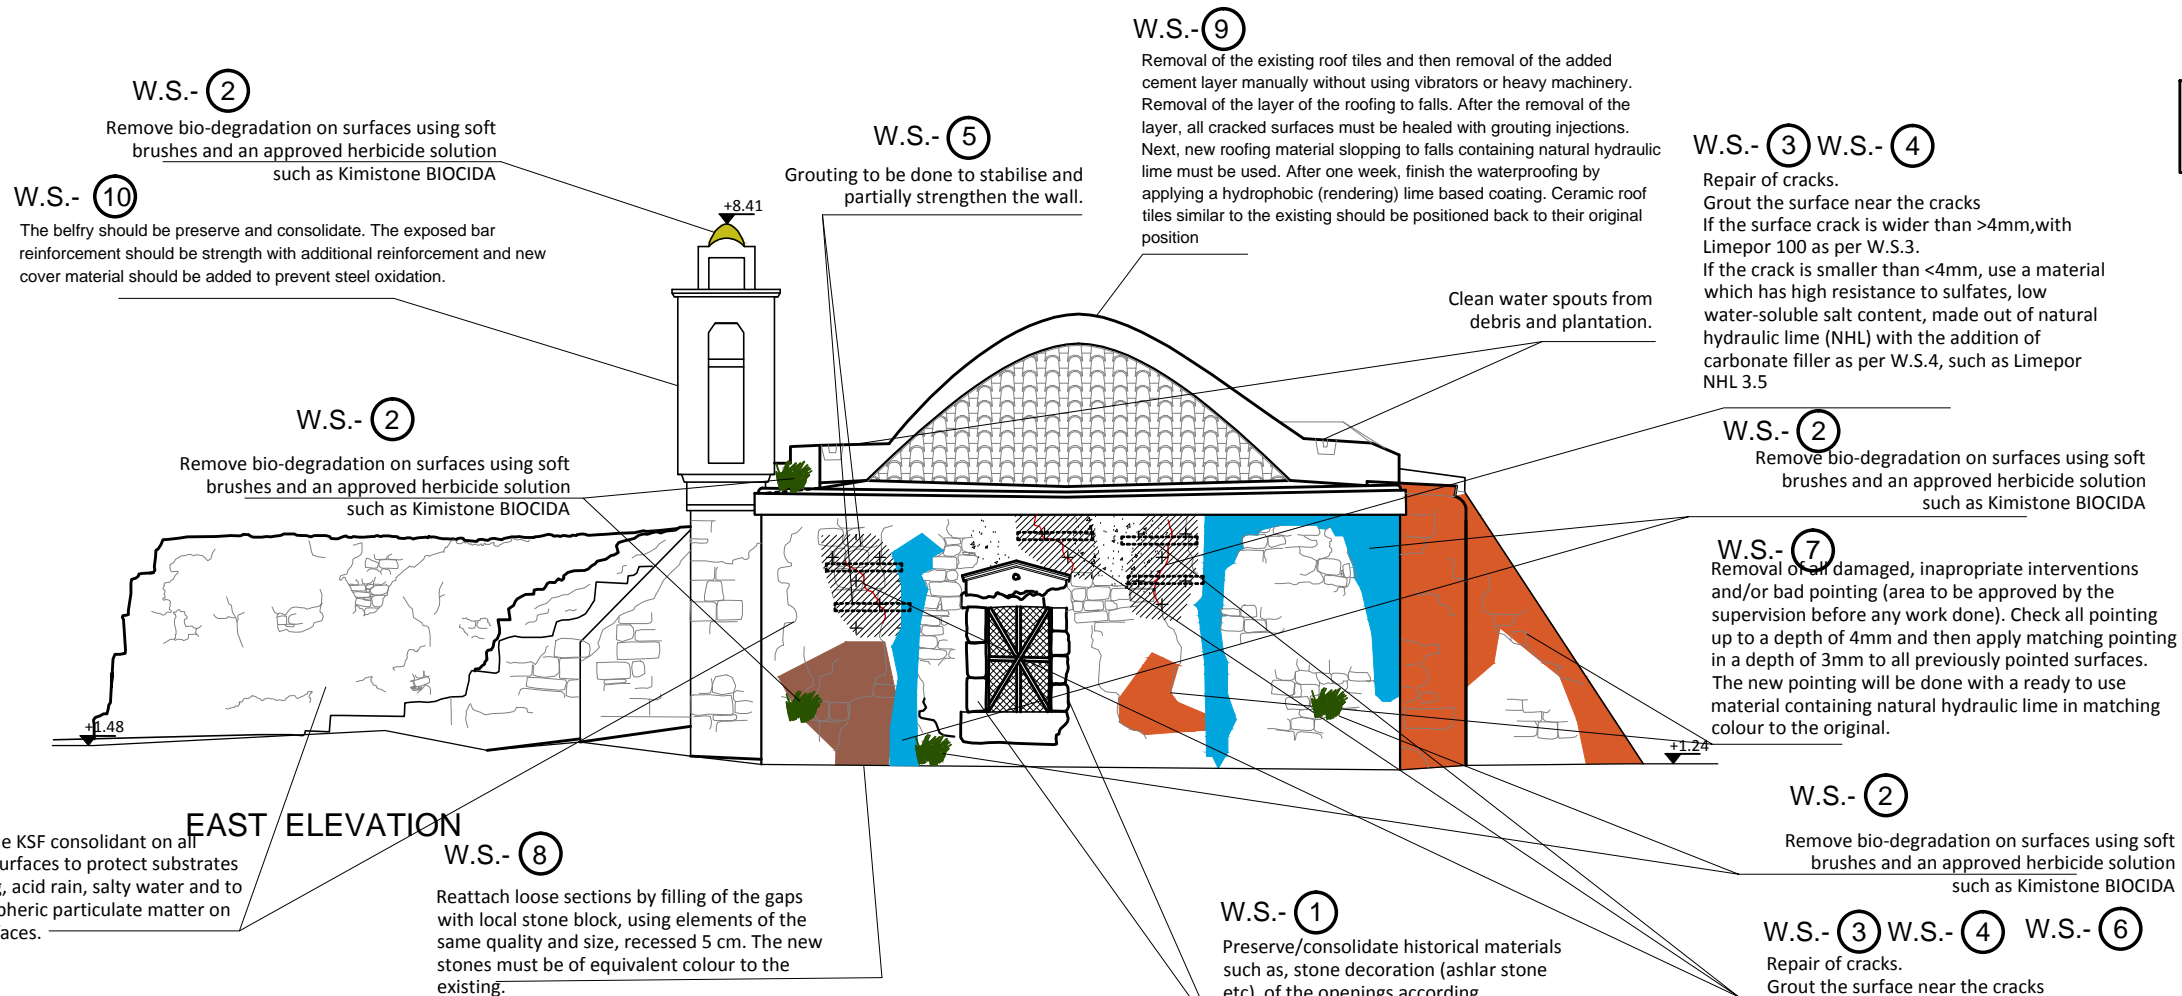 W.S.- 9
Removal of the existing roof tiles and then removal of the added
cement layer manually without using vibrators or heavy machinery.
Removal of the layer of the roofing to falls. After the removal of the
layer, all cracked surfaces must be healed with grouting injections.
Next, new roofing material slopping to falls containing natural hydraulic
lime must be used. After one week, finish the waterproofing by
applying a hydrophobic (rendering) lime based coating. Ceramic roof
tiles similar to the existing should be positioned back to their original
position
W.S.- 2
Remove bio-degradation on surfaces using soft
brushes and an approved herbicide solution
such as Kimistone BIOCIDA
W.S.- 5
Grouting to be done to stabilise and
partially strengthen the wall.
W.S.- 3 W.S.- 4
Repair of cracks.
Grout the surface near the cracks
If the surface crack is wider than >4mm,with
Limepor 100 as per W.S.3.
If the crack is smaller than <4mm, use a material
which has high resistance to sulfates, low
water-soluble salt content, made out of natural
hydraulic lime (NHL) with the addition of
carbonate filler as per W.S.4, such as Limepor
NHL 3.5
W.S.- 10
The belfry should be preserve and consolidate. The exposed bar
reinforcement should be strength with additional reinforcement and new
cover material should be added to prevent steel oxidation.
+8.41
Clean water spouts from
debris and plantation.
W.S.- 2
Remove bio-degradation on surfaces using soft
brushes and an approved herbicide solution
such as Kimistone BIOCIDA
W.S.- 2
Remove bio-degradation on surfaces using soft
brushes and an approved herbicide solution
such as Kimistone BIOCIDA
W.S.- 7
Removal of all damaged, inapropriate interventions
and/or bad pointing (area to be approved by the
supervision before any work done). Check all pointing
up to a depth of 4mm and then apply matching pointing
in a depth of 3mm to all previously pointed surfaces.
The new pointing will be done with a ready to use
material containing natural hydraulic lime in matching
colour to the original.
+1.48
+1.24
EAST ELEVATION
e KSF consolidant on all
urfaces to protect substrates
g, acid rain, salty water and to
pheric particulate matter on
faces.
W.S.- 8
Reattach loose sections by filling of the gaps
with local stone block, using elements of the
same quality and size, recessed 5 cm. The new
stones must be of equivalent colour to the
existing.
W.S.- 1
Preserve/consolidate historical materials
such as, stone decoration (ashlar stone
etc), of the openings according
W.S.- 2
Remove bio-degradation on surfaces using soft
brushes and an approved herbicide solution
such as Kimistone BIOCIDA
W.S.- 3 W.S.- 4 W.S.- 6
Repair of cracks.
Grout the surface near the cracks